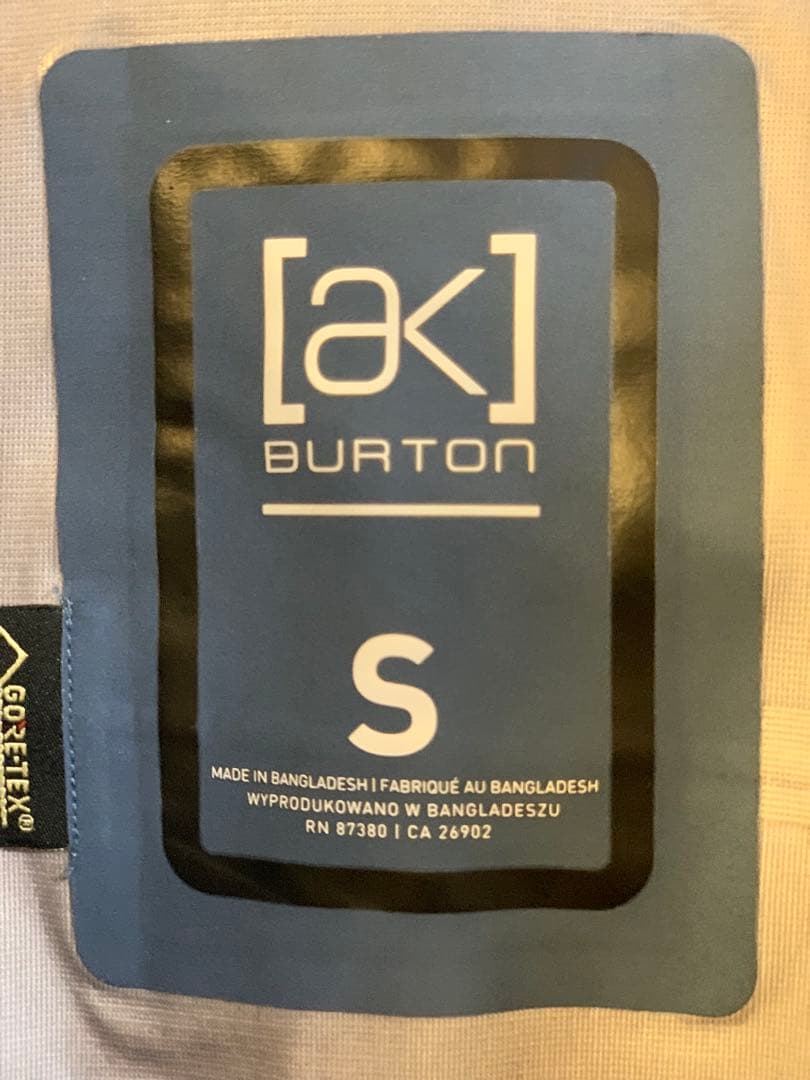 [ak]
BURTON
S
MADE IN BANGLADESH | FABRIQUÉ AU BANGLADESH
WYPRODUKOWANO W BANGLADESZU
RN 87380 | CA 26902
GORE-TEX®